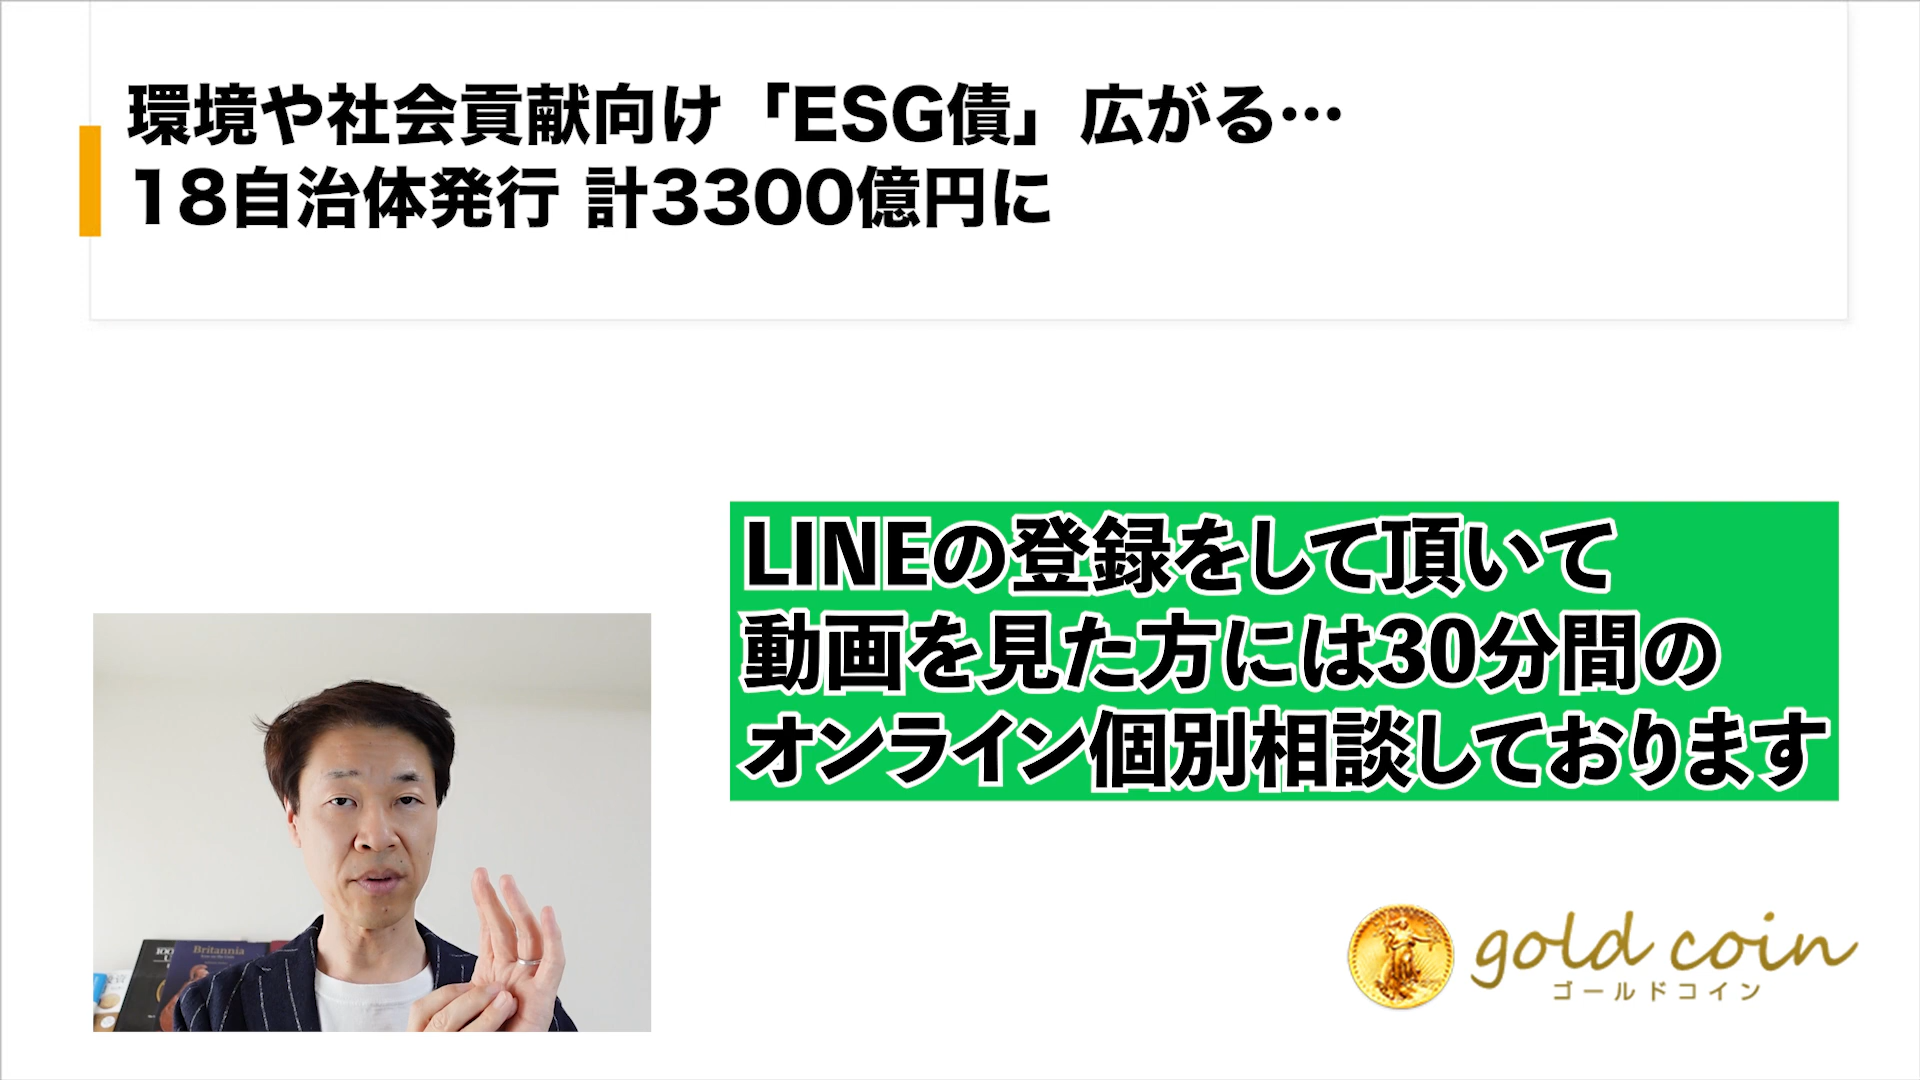 環境や社会貢献向け「ESG債」広がる…
18自治体発行 計3300億円に
LINEの登録をして頂いて
動画を見た方には30分間の
オンライン個別相談しております
Britannia
gold coin
ゴールドコイン